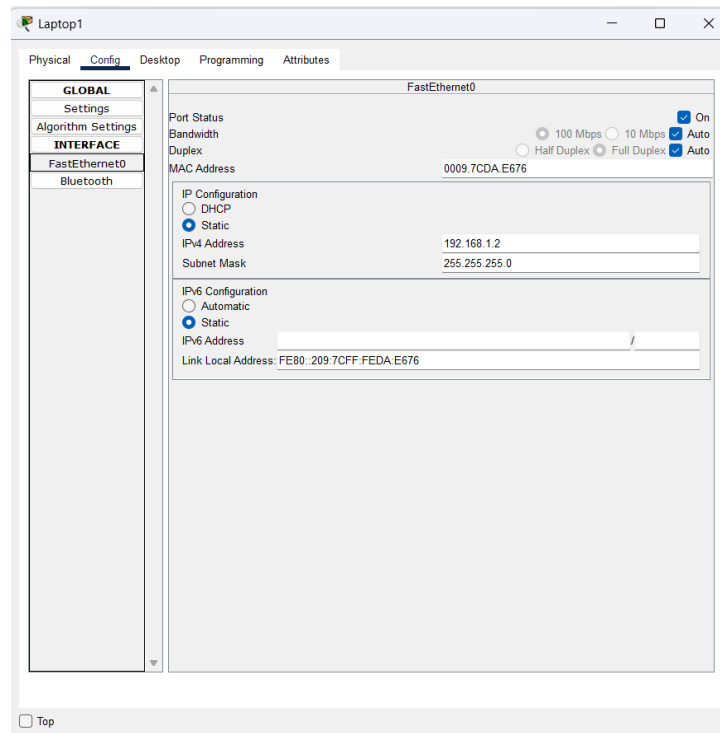 Laptop1
Physical Config Desktop Programming Attributes
GLOBAL
Settings
Algorithm Settings
INTERFACE
FastEthernet0
Bluetooth
FastEthernet0
Port Status On
Bandwidth 100 Mbps 10 Mbps Auto
Duplex Half Duplex Full Duplex Auto
MAC Address 0009.7CDA.E676
IP Configuration
DHCP
Static
IPv4 Address 192.168.1.2
Subnet Mask 255.255.255.0
IPv6 Configuration
Automatic
Static
IPv6 Address /
Link Local Address: FE80::209:7CFF:FEDA:E676
Top